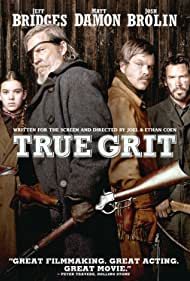 JEFF MATT JOSH
BRIDGES DAMON BROLIN
WRITTEN FOR THE SCREEN AND DIRECTED BY JOEL & ETHAN COEN
TRUE GRIT
"GREAT FILMMAKING. GREAT ACTING.
GREAT MOVIE."
– PETER TRAVERS, ROLLING STONE